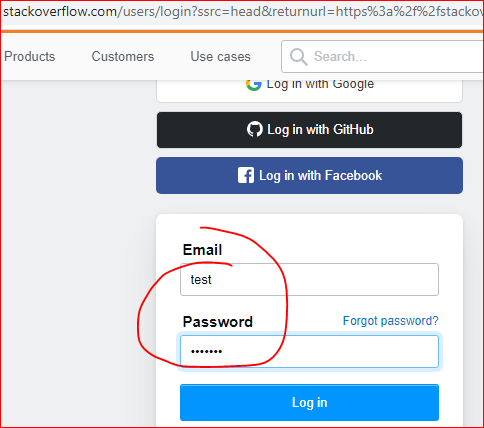 stackoverflow.com/users/login?ssrc=head&returnurl=https%3a%2f%2fstackov
Products Customers Use cases Search...
Log in with Google
Log in with GitHub
Log in with Facebook
Email
test
Password Forgot password?
•••••••
Log in